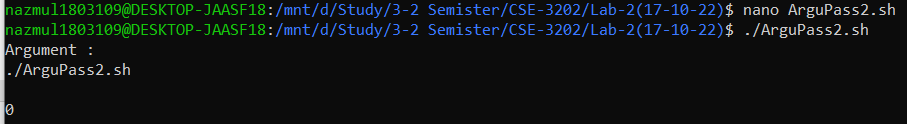 nazmul1803109@DESKTOP-JAASF18:/mnt/d/Study/3-2 Semister/CSE-3202/Lab-2(17-10-22)$ nano ArguPass2.sh
nazmul1803109@DESKTOP-JAASF18:/mnt/d/Study/3-2 Semister/CSE-3202/Lab-2(17-10-22)$ ./ArguPass2.sh
Argument :
./ArguPass2.sh
0